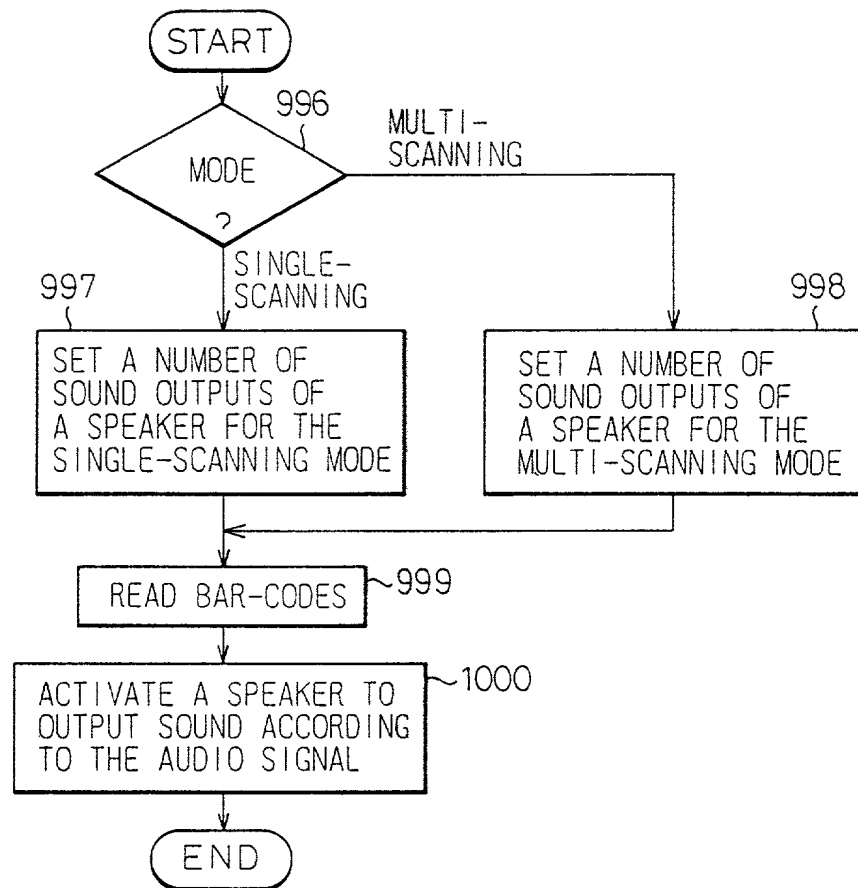 START
996
MULTI-
SCANNING
MODE
?
SINGLE-
SCANNING
997
998
SET A NUMBER OF
SOUND OUTPUTS OF
A SPEAKER FOR THE
SINGLE-SCANNING MODE
SET A NUMBER OF
SOUND OUTPUTS OF
A SPEAKER FOR THE
MULTI-SCANNING MODE
READ BAR-CODES
999
1000
ACTIVATE A SPEAKER TO
OUTPUT SOUND ACCORDING
TO THE AUDIO SIGNAL
END